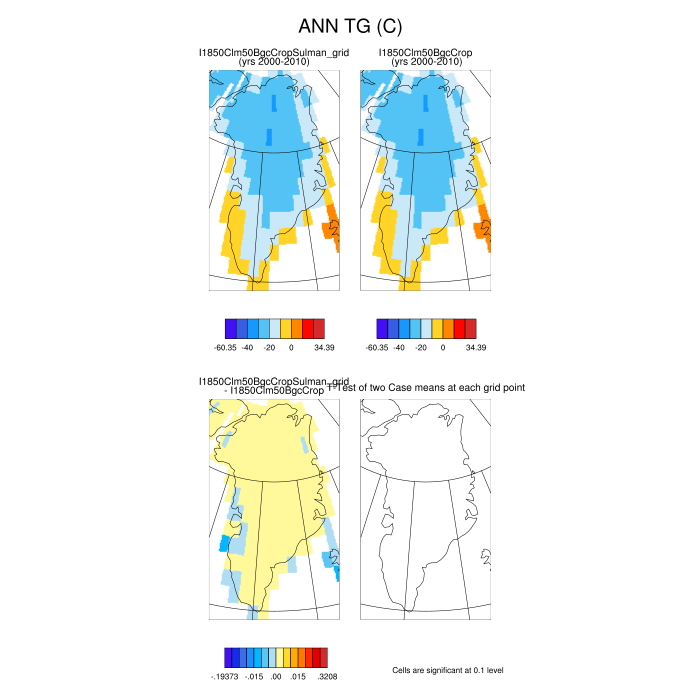 ANN TG (C)
I1850Clm50BgcCropSulman_grid
(yrs 2000-2010)
I1850Clm50BgcCrop
(yrs 2000-2010)
-60.35 -40 -20 0 34.39
-60.35 -40 -20 0 34.39
I1850Clm50BgcCropSulman_grid
- I1850Clm50BgcCrop
T-Test of two Case means at each grid point
-.19373 -.015 .00 .015 .3208
Cells are significant at 0.1 level